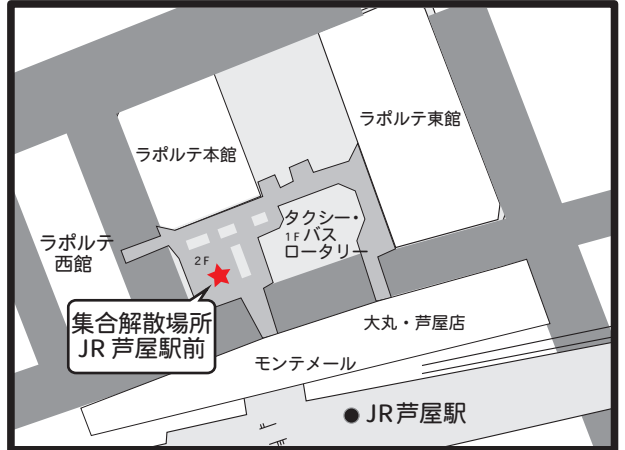 ラポルテ東館
ラポルテ本館
タクシー・
1Fバス
ロータリー
ラポルテ
西館
2F
集合解散場所
JR 芦屋駅前
大丸・芦屋店
モンテメール
JR芦屋駅